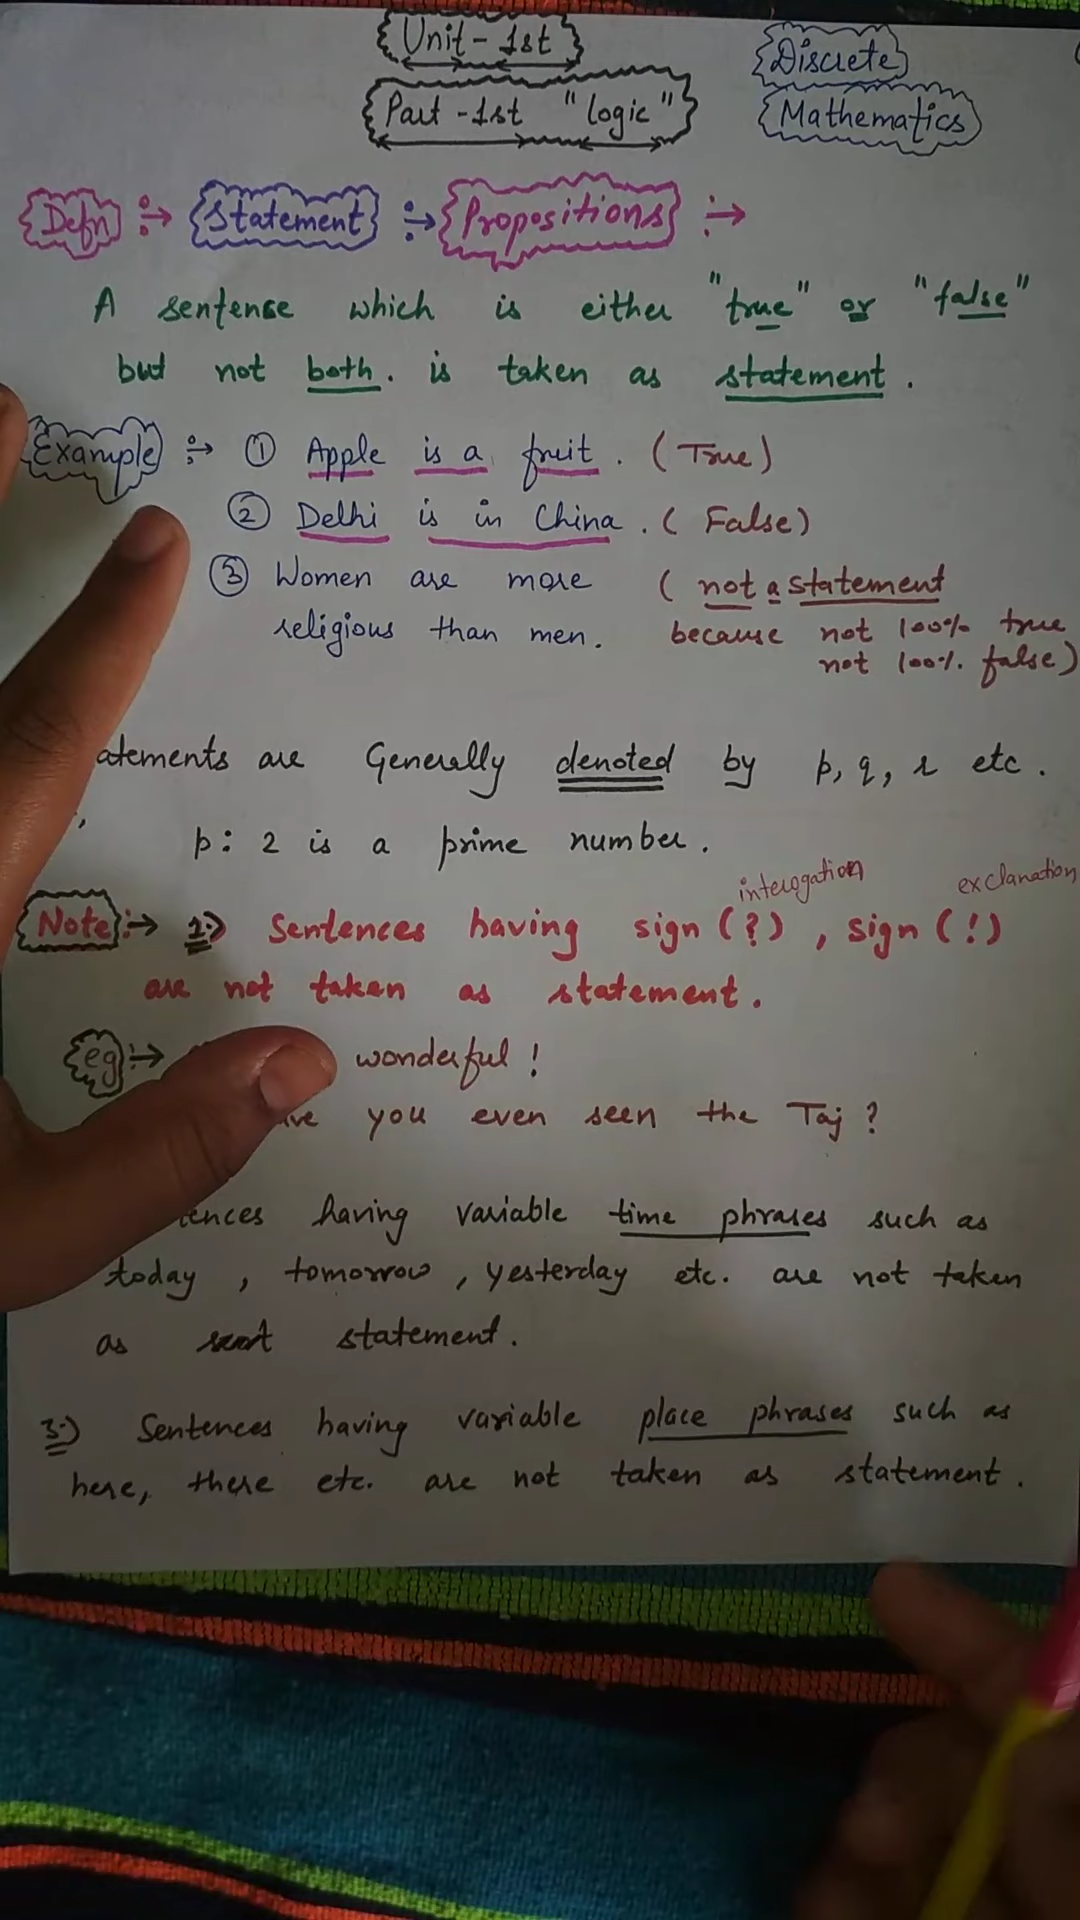 Unit - 1st
Part - 1st "logic"
Discrete
Mathematics
Defn :→ Statement :→ Propositions :→
A sentence which is either "true" or "false"
but not both. is taken as statement.
Example :→ ① Apple is a fruit. (True)
② Delhi is in China. (False)
③ Women are more (not a statement
religious than men. because not 100% true
not 100% false)
atements are Generally denoted by p, q, r etc.
p: 2 is a prime number.
interogation exclanation
Note :→ 1.) Sentences having sign (?), sign (!)
are not taken as statement.
eg :→ wonderful!
ve you even seen the Taj?
tences having variable time phrases such as
today, tomorrow, yesterday etc. are not taken
as statement.
3.) Sentences having variable place phrases such as
here, there etc. are not taken as statement.